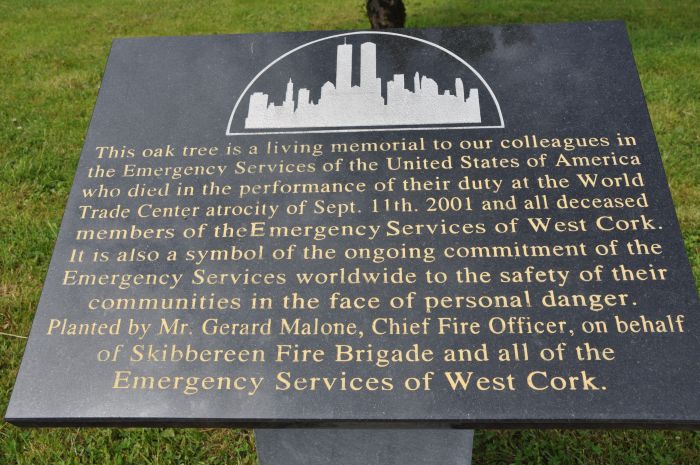 This oak tree is a living memorial to our colleagues in
the Emergency Services of the United States of America
who died in the performance of their duty at the World
Trade Center atrocity of Sept. 11th. 2001 and all deceased
members of the Emergency Services of West Cork.
It is also a symbol of the ongoing commitment of the
Emergency Services worldwide to the safety of their
communities in the face of personal danger.
Planted by Mr. Gerard Malone, Chief Fire Officer, on behalf
of Skibbereen Fire Brigade and all of the
Emergency Services of West Cork.